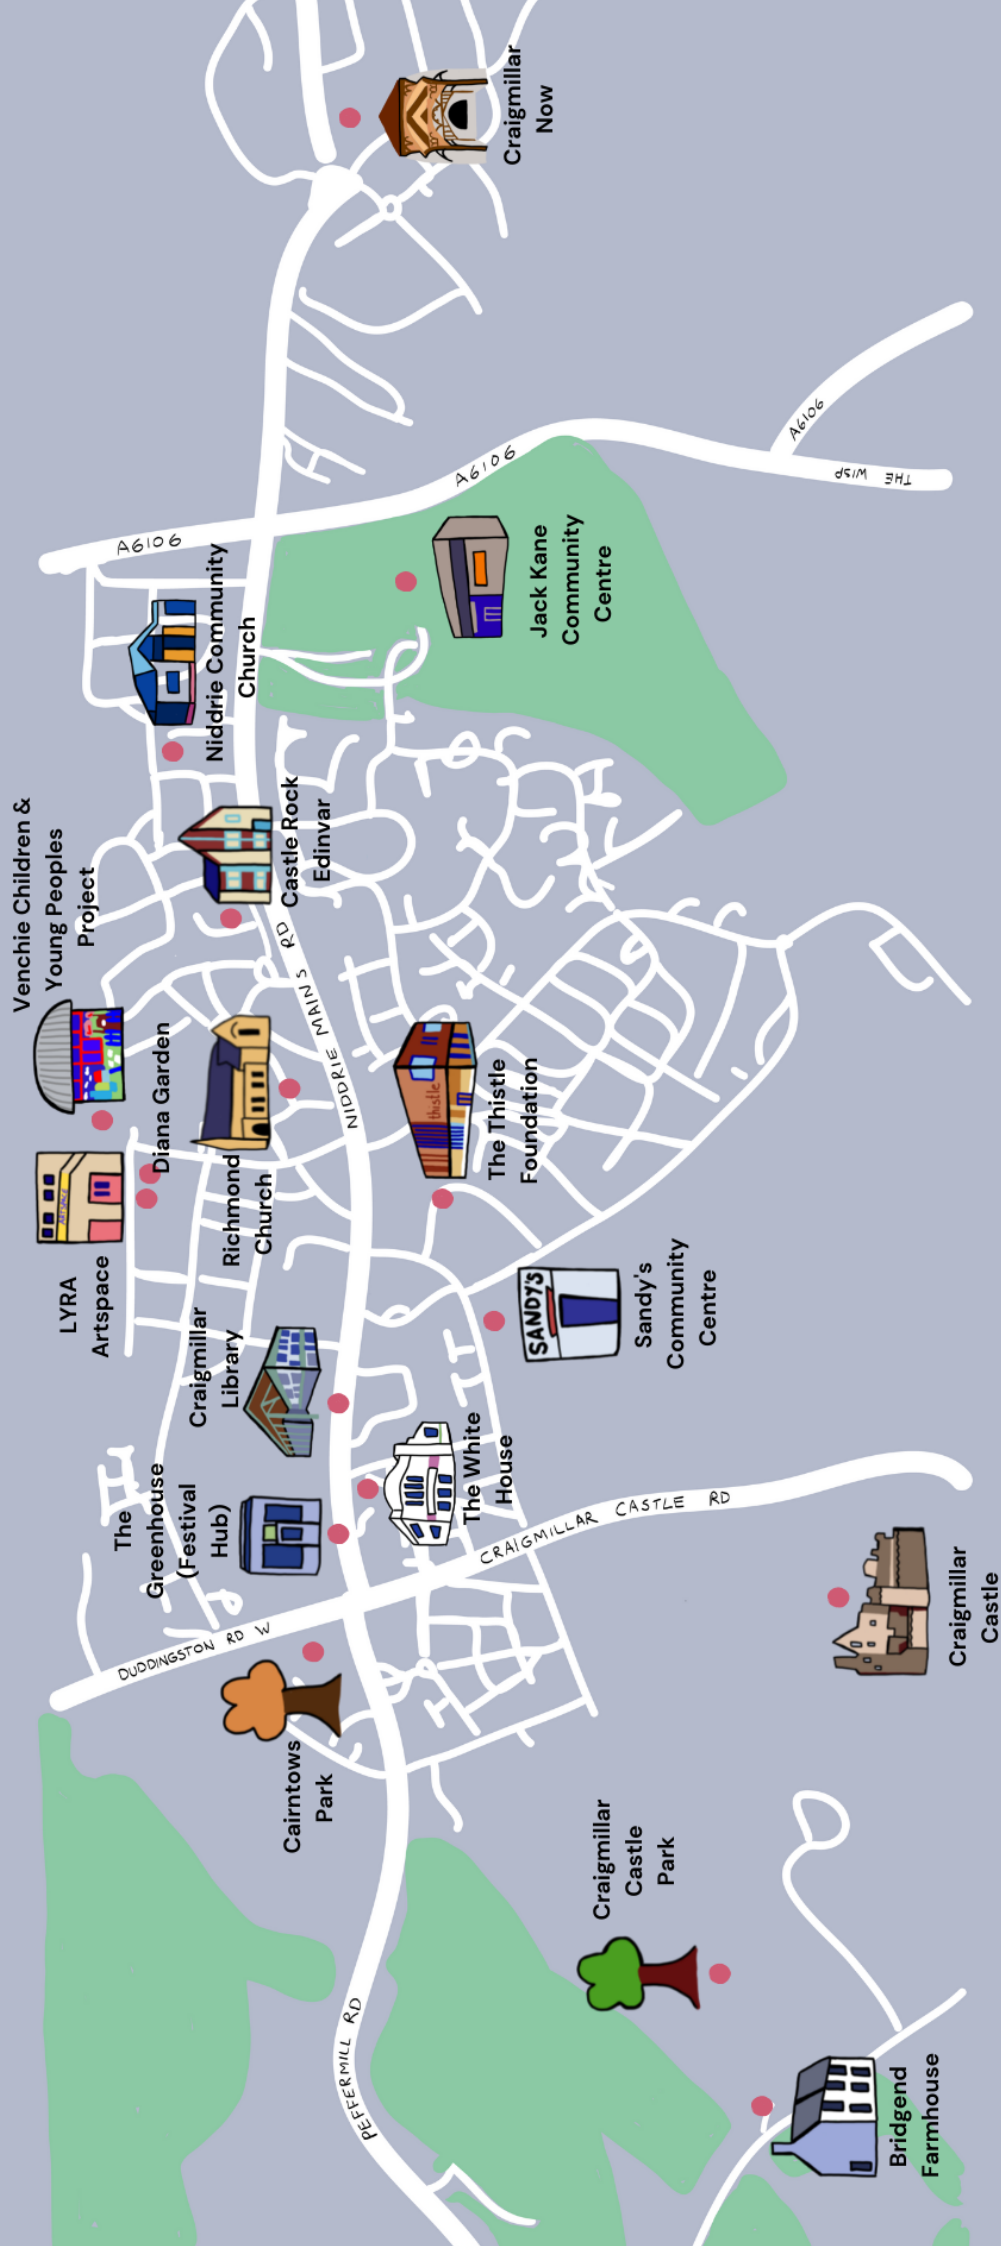 Venchie Children &
Young Peoples
Project
LYRA
Artspace
ARTSPACE
Diana Garden
Niddrie Community
Church
A6106
Castle Rock
Edinvar
Richmond
Church
Craigmillar
Library
The
Greenhouse
(Festival
Hub)
DUDDINGSTON RD W
Cairntows
Park
PEFFERMILL RD
NIDDRIE MAINS RD
The White
House
thistle
The Thistle
Foundation
SANDY'S
Sandy's
Community
Centre
Jack Kane
Community
Centre
A6106
Craigmillar
Now
A6106
THE WISP
CRAIGMILLAR CASTLE RD
Craigmillar
Castle
Craigmillar
Castle
Park
Bridgend
Farmhouse